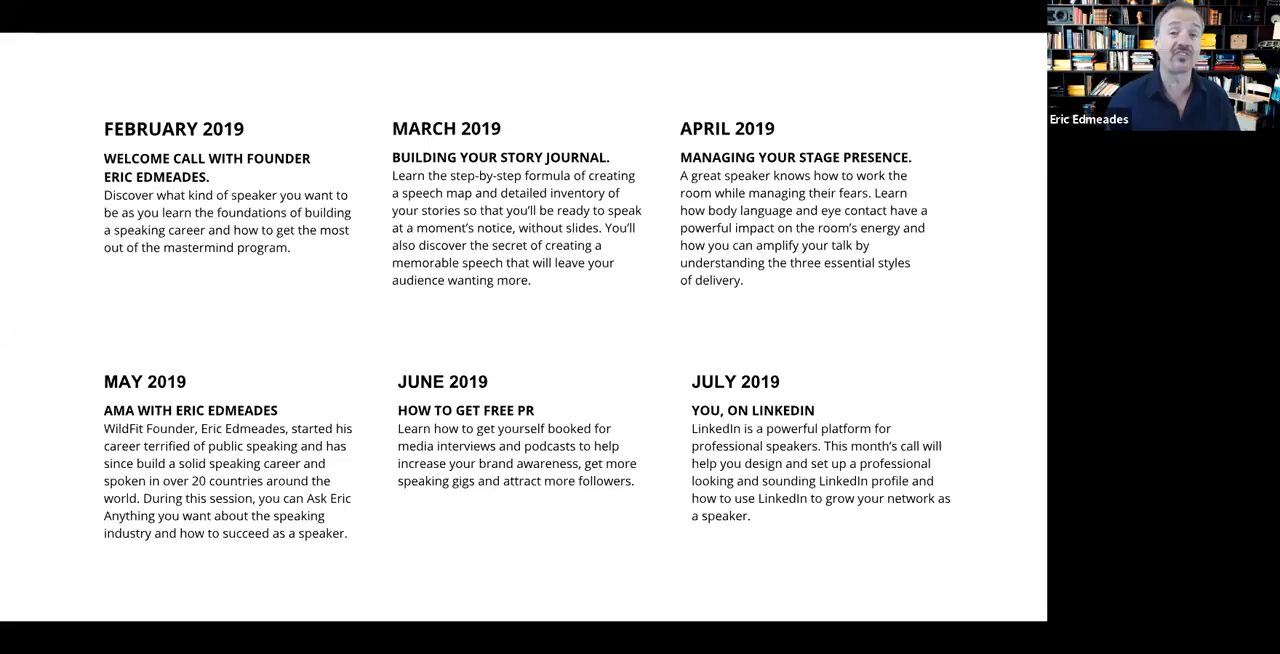 FEBRUARY 2019
WELCOME CALL WITH FOUNDER
ERIC EDMEADES.
Discover what kind of speaker you want to
be as you learn the foundations of building
a speaking career and how to get the most
out of the mastermind program.
MARCH 2019
BUILDING YOUR STORY JOURNAL.
Learn the step-by-step formula of creating
a speech map and detailed inventory of
your stories so that you'll be ready to speak
at a moment's notice, without slides. You'll
also discover the secret of creating a
memorable speech that will leave your
audience wanting more.
APRIL 2019
MANAGING YOUR STAGE PRESENCE.
A great speaker knows how to work the
room while managing their fears. Learn
how body language and eye contact have a
powerful impact on the room's energy and
how you can amplify your talk by
understanding the three essential styles
of delivery.
MAY 2019
AMA WITH ERIC EDMEADES
WildFit Founder, Eric Edmeades, started his
career terrified of public speaking and has
since build a solid speaking career and
spoken in over 20 countries around the
world. During this session, you can Ask Eric
Anything you want about the speaking
industry and how to succeed as a speaker.
JUNE 2019
HOW TO GET FREE PR
Learn how to get yourself booked for
media interviews and podcasts to help
increase your brand awareness, get more
speaking gigs and attract more followers.
JULY 2019
YOU, ON LINKEDIN
LinkedIn is a powerful platform for
professional speakers. This month's call will
help you design and set up a professional
looking and sounding LinkedIn profile and
how to use LinkedIn to grow your network as
a speaker.
Eric Edmeades